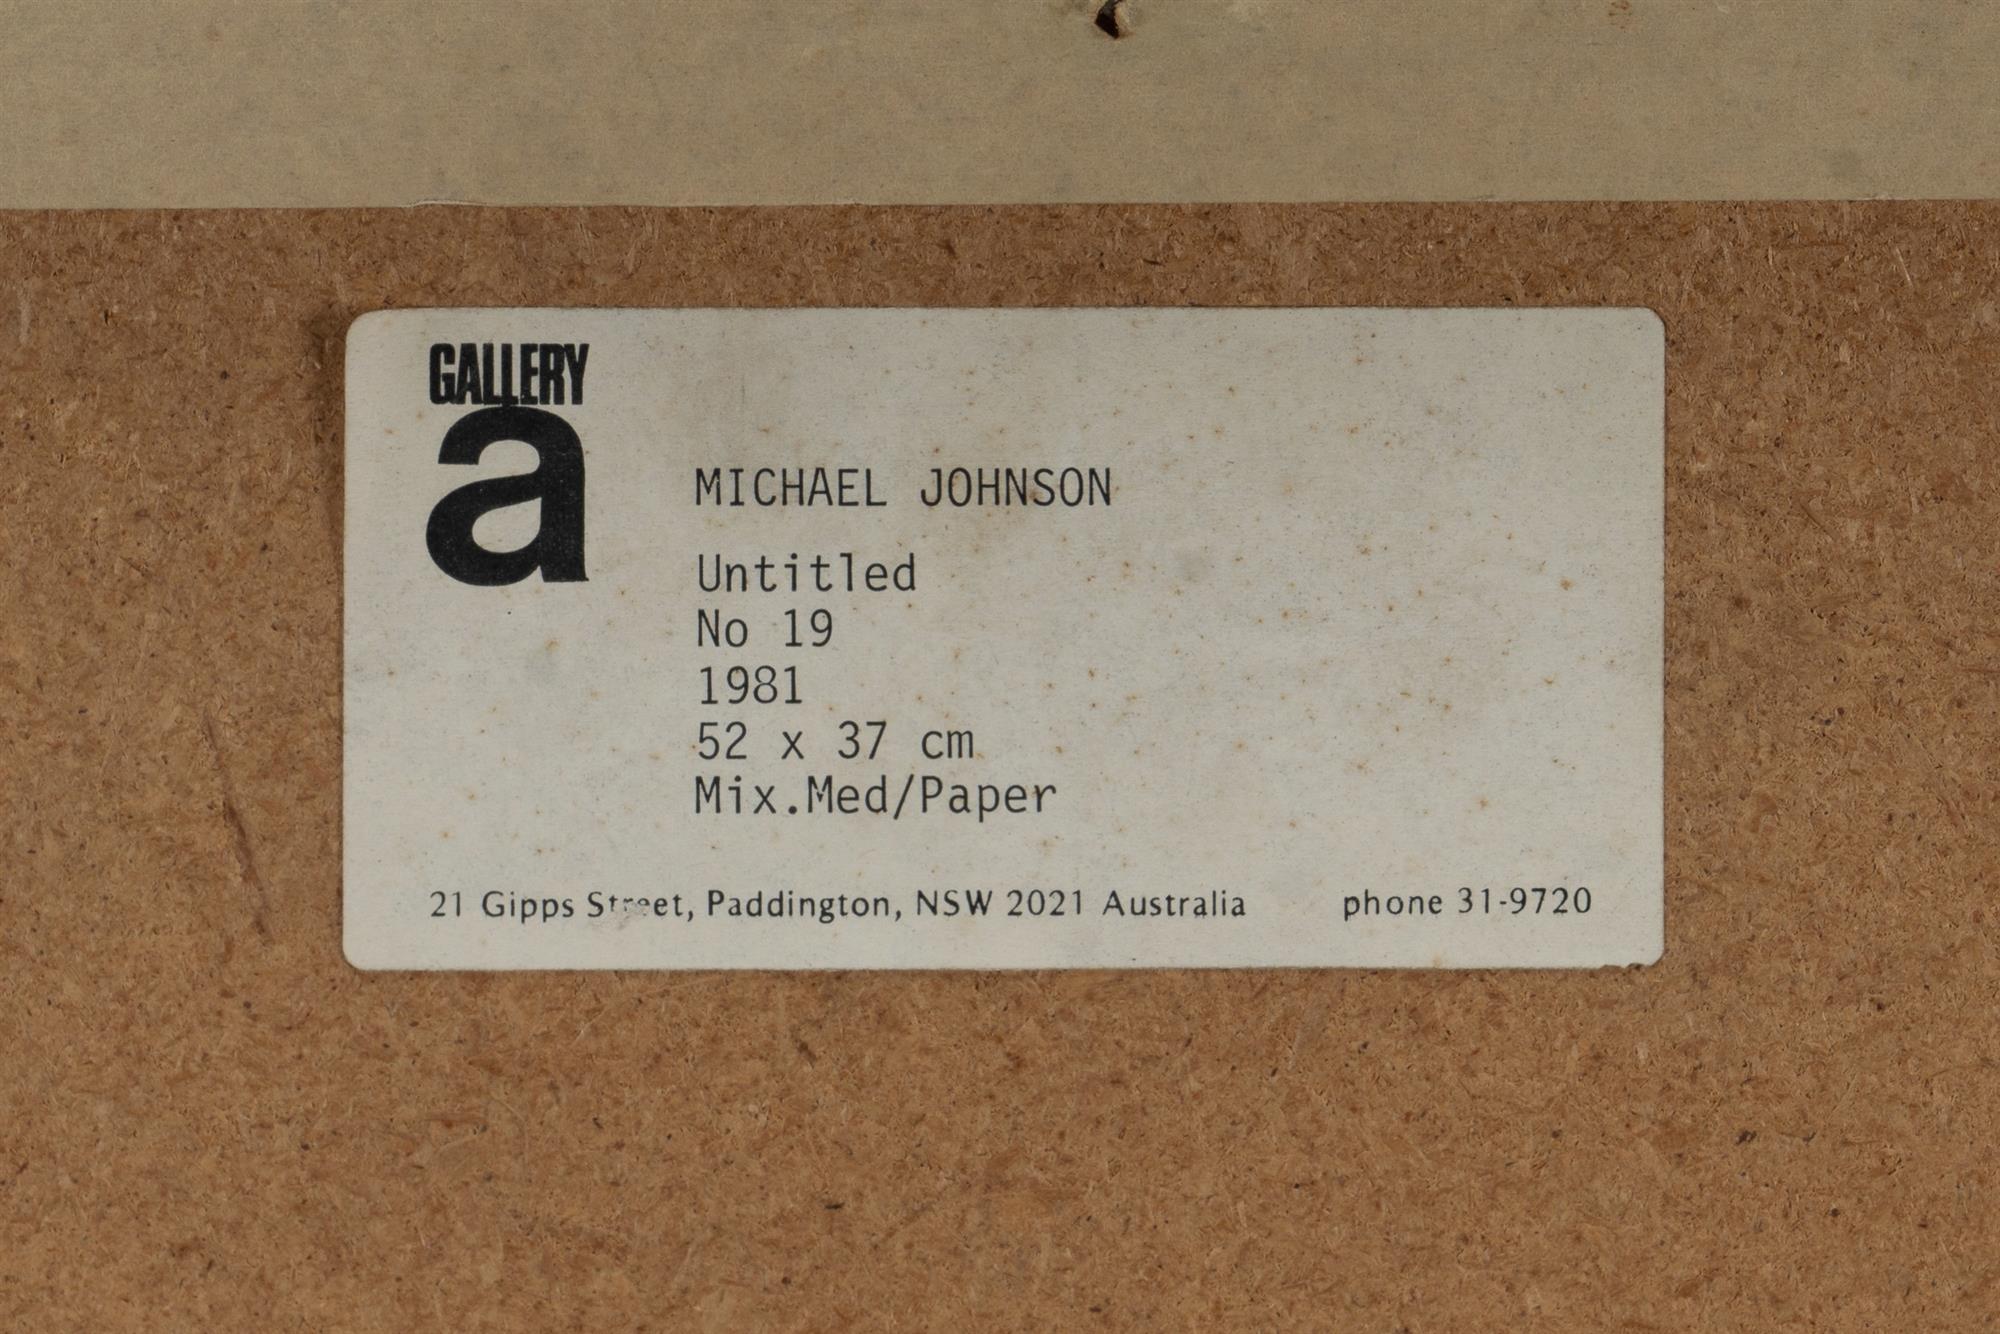 GALLERY
a
MICHAEL JOHNSON
Untitled
No 19
1981
52 x 37 cm
Mix.Med/Paper
21 Gipps Street, Paddington, NSW 2021 Australia phone 31-9720